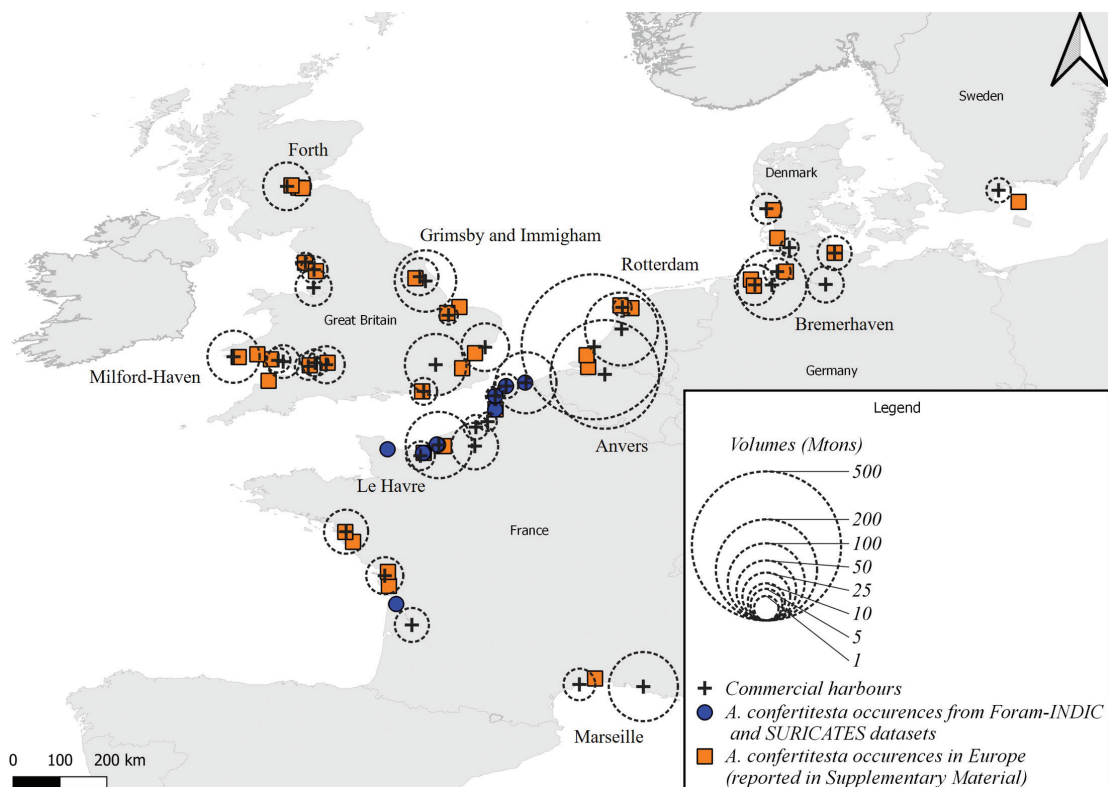 Sweden
Forth
Denmark
Grimsby and Immigham
Rotterdam
Great Britain
Bremerhaven
Milford-Haven
Germany
Anvers
Le Havre
France
Marseille
0 100 200 km
Legend
Volumes (Mtons)
500
200
100
50
25
10
5
1
Commercial harbours
A. confertitesta occurences from Foram-INDIC
and SURICATES datasets
A. confertitesta occurences in Europe
(reported in Supplementary Material)